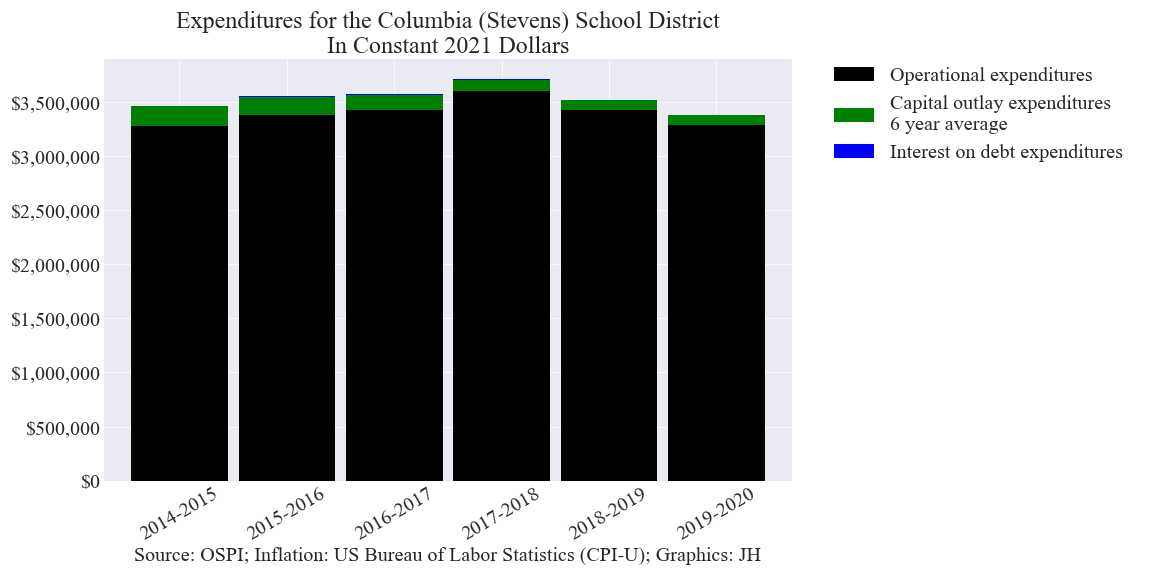 Expenditures for the Columbia (Stevens) School District
In Constant 2021 Dollars
Operational expenditures
Capital outlay expenditures
6 year average
Interest on debt expenditures
$3,500,000
$3,000,000
$2,500,000
$2,000,000
$1,500,000
$1,000,000
$500,000
$0
2014-2015
2015-2016
2016-2017
2017-2018
2018-2019
2019-2020
Source: OSPI; Inflation: US Bureau of Labor Statistics (CPI-U); Graphics: JH